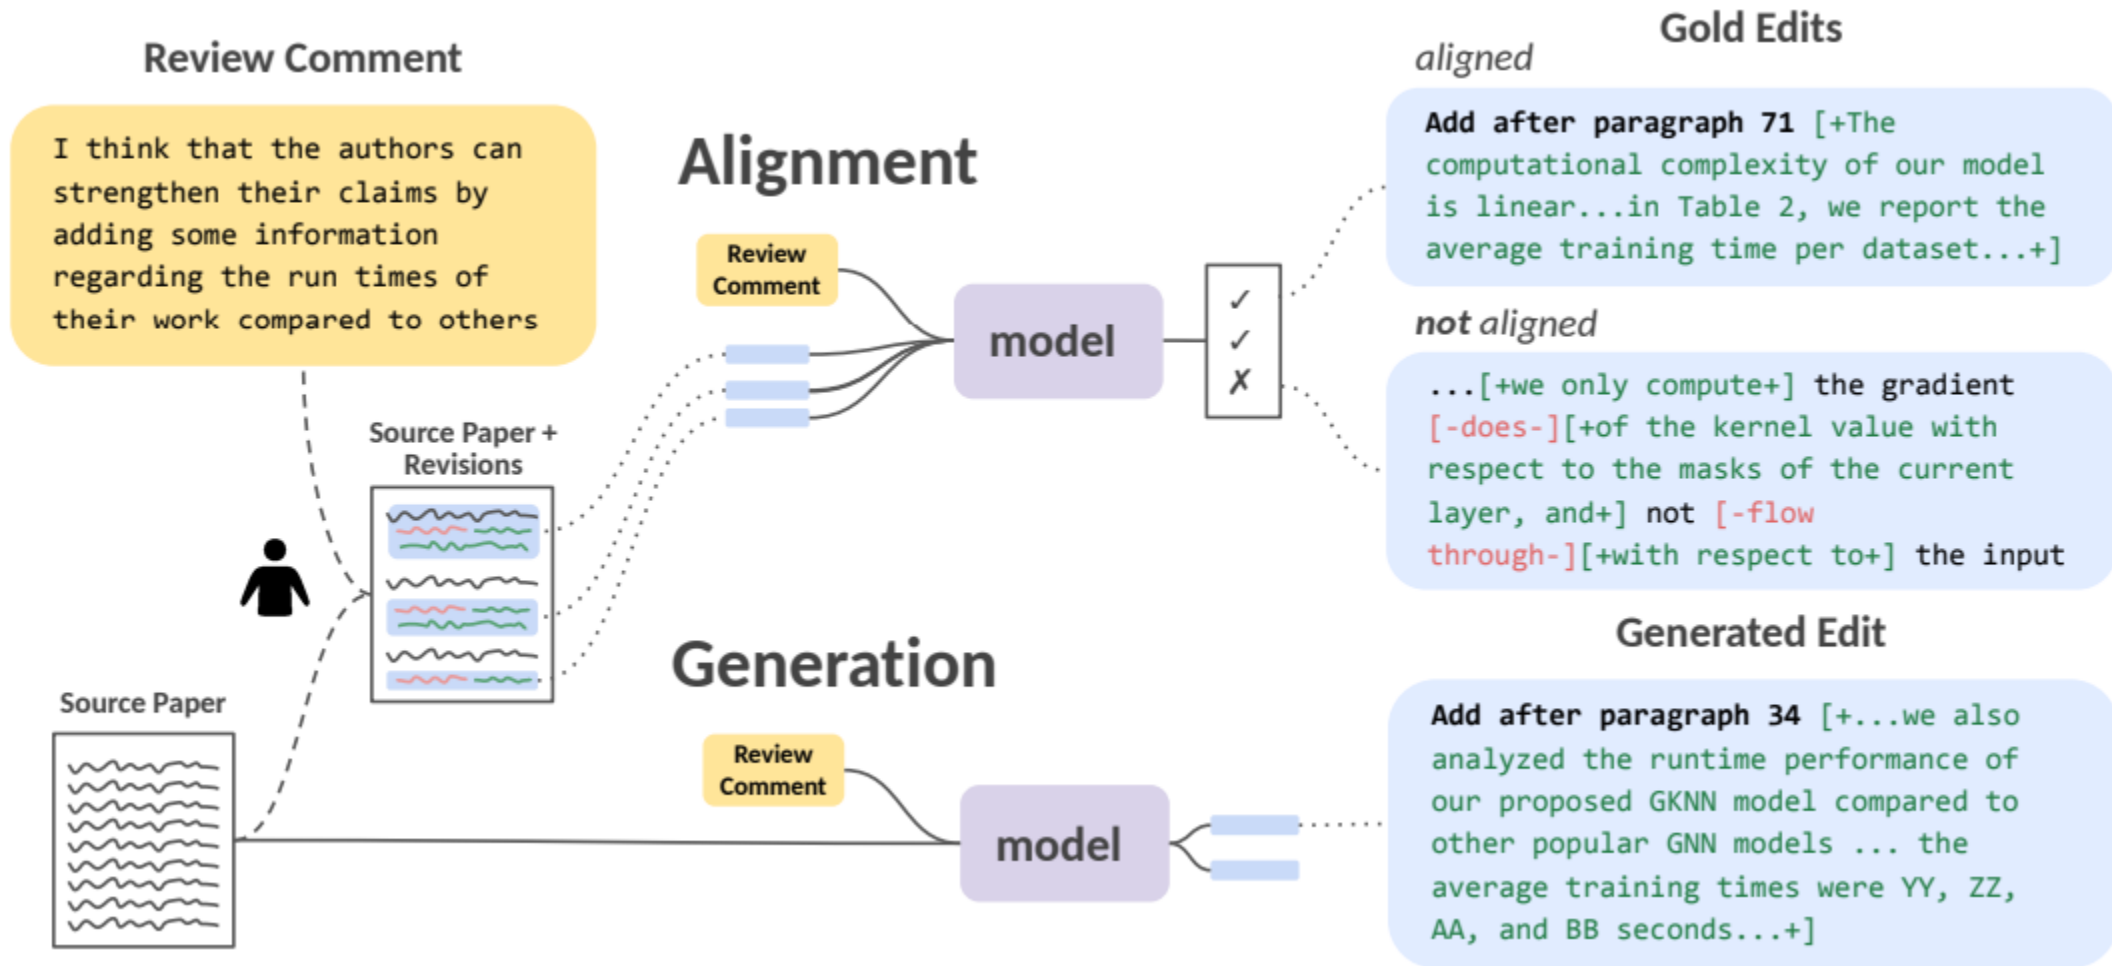 Review Comment
I think that the authors can
strengthen their claims by
adding some information
regarding the run times of
their work compared to others
Source Paper +
Revisions
Source Paper
Alignment
Review
Comment
model
✓
✓
✗
Generation
Review
Comment
model
Gold Edits
aligned
Add after paragraph 71 [+The
computational complexity of our model
is linear...in Table 2, we report the
average training time per dataset...+]
not aligned
...[+we only compute+] the gradient
[-does-][+of the kernel value with
respect to the masks of the current
layer, and+] not [-flow
through-][+with respect to+] the input
Generated Edit
Add after paragraph 34 [+...we also
analyzed the runtime performance of
our proposed GKNN model compared to
other popular GNN models ... the
average training times were YY, ZZ,
AA, and BB seconds...+]